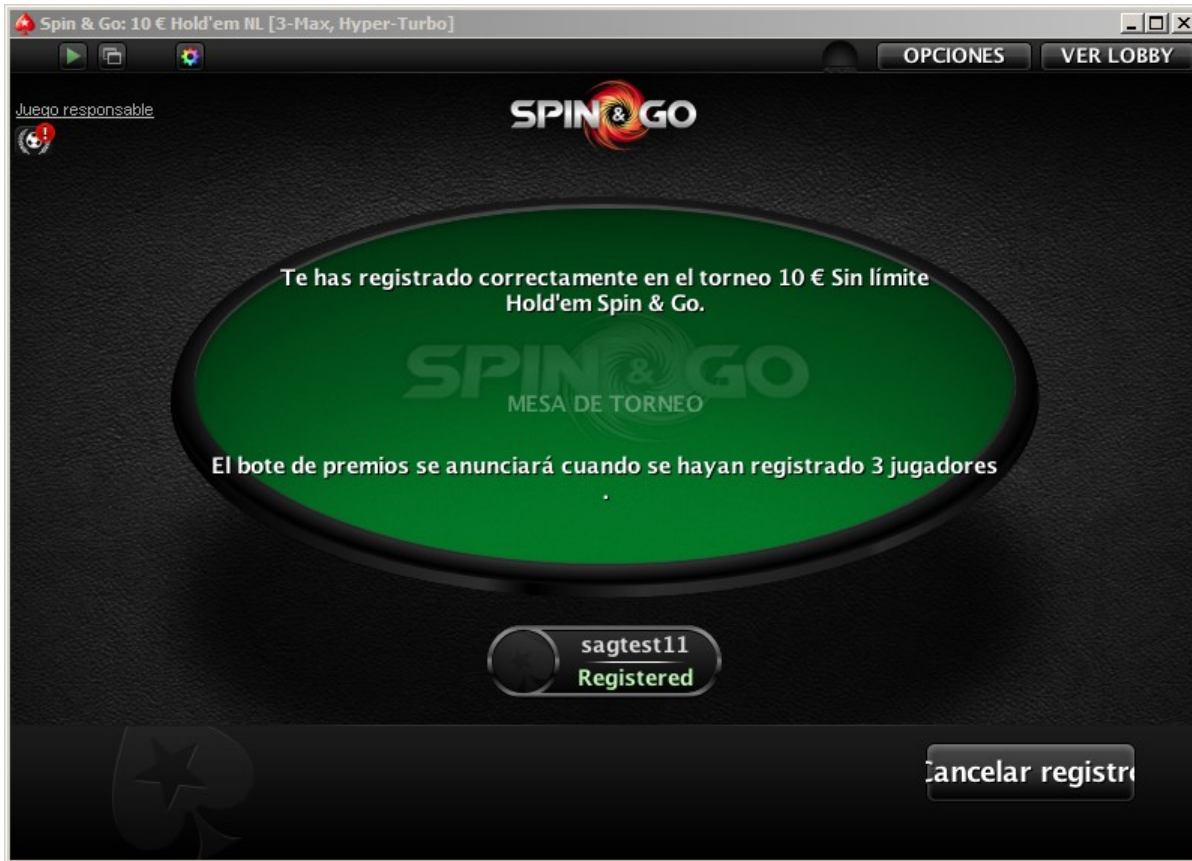 Spin & Go: 10 € Hold'em NL [3-Max, Hyper-Turbo]
OPCIONES
VER LOBBY
Juego responsable
SPIN & GO
Te has registrado correctamente en el torneo 10 € Sin límite
Hold'em Spin & Go.
SPIN & GO
MESA DE TORNEO
El bote de premios se anunciará cuando se hayan registrado 3 jugadores
.
sagtest11
Registered
Cancelar registro